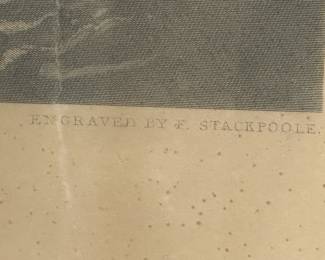 ENGRAVED BY F. STACKPOOLE.